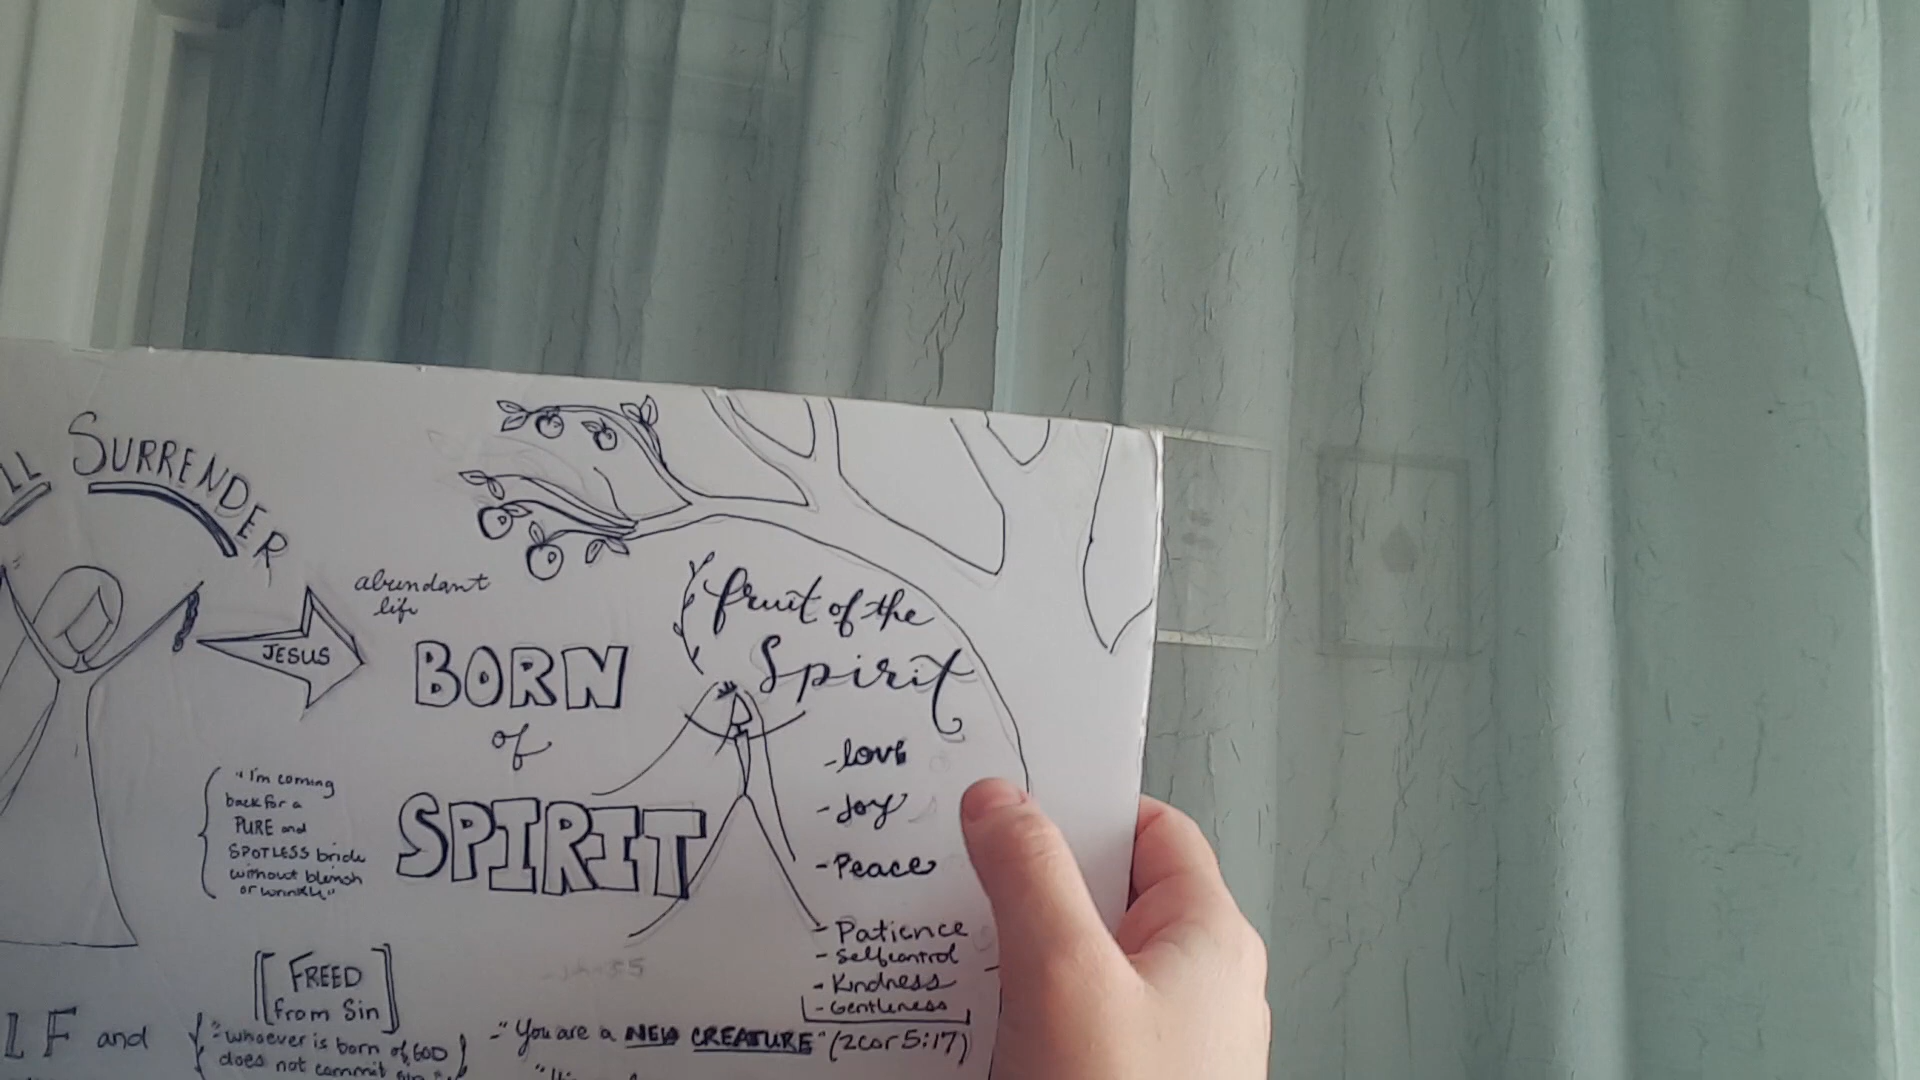 LL SURRENDER
abundant
life
JESUS
BORN
of
SPIRIT
fruit of the
Spirit
-love
-Joy
-Peace
- Patience
- Selfcontrol
- Kindness
- Gentleness
"I'm coming
back for a
PURE and
SPOTLESS bride
without blemish
or wrinkle"
FREED
from Sin
LF and
"whoever is born of GOD
does not commit sin"
-"You are a NEW CREATURE" (2cor 5:17)